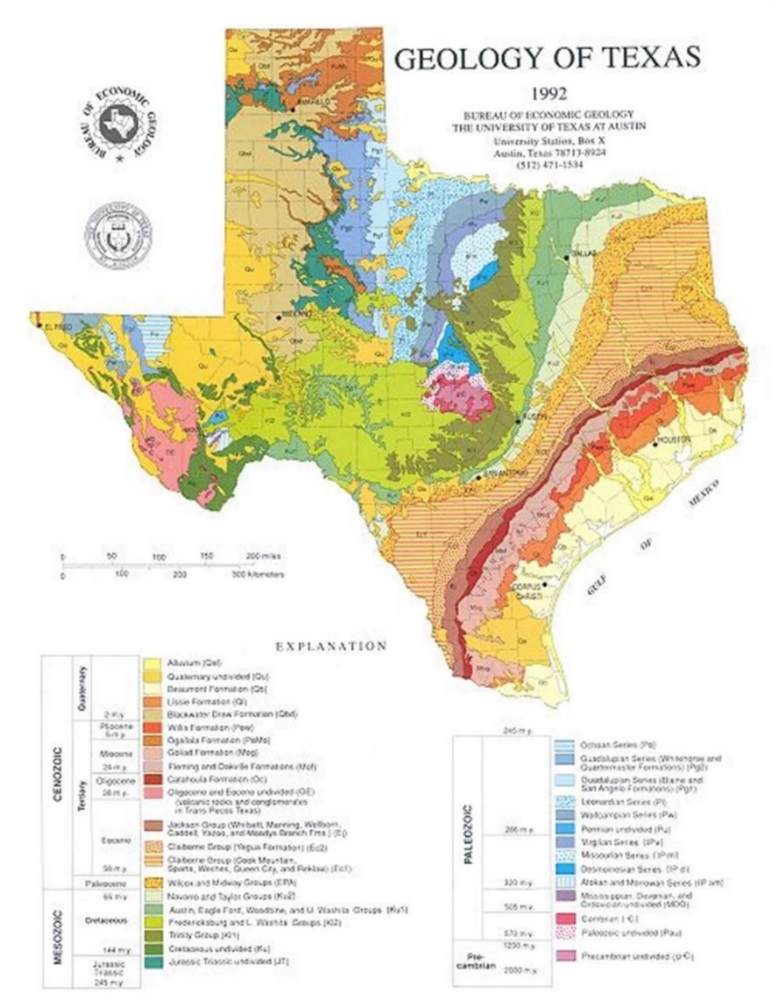 GEOLOGY OF TEXAS
1992
BUREAU OF ECONOMIC GEOLOGY
THE UNIVERSITY OF TEXAS AT AUSTIN
University Station, Box X
Austin, Texas 78713-8924
(512) 471-1534
BUREAU OF ECONOMIC GEOLOGY
AMARILLO
DALLAS
EL PASO
MIDLAND
AUSTIN
HOUSTON
SAN ANTONIO
CORPUS
CHRISTI
GULF OF MEXICO
0 50 100 150 200 miles
0 100 200 300 kilometers
EXPLANATION
CENOZOIC
Quaternary
2 m.y.
Tertiary
Pliocene
5 m.y.
Miocene
24 m.y.
Oligocene
Eocene
58 m.y.
Paleocene
66 m.y.
MESOZOIC
Cretaceous
144 m.y.
Jurassic
Triassic
245 m.y.
Alluvium (Qal)
Quaternary undivided (Qu)
Beaumont Formation (Qb)
Lissie Formation (Ql)
Blackwater Draw Formation (Qbd)
Willis Formation (Pow)
Ogallala Formation (PoMo)
Goliad Formation (Mog)
Fleming and Oakville Formations (Mof)
Catahoula Formation (Oc)
Oligocene and Eocene undivided (OE)
(volcanic rocks and conglomerates
in Trans Pecos Texas)
Jackson Group (Whitsett, Manning, Wellborn,
Caddell, Yazoo, and Moodys Branch Fms.) (Ej)
Claiborne Group (Yegua Formation) (Ec2)
Claiborne Group (Cook Mountain,
Sparta, Weches, Queen City, and Reklaw) (Ec1)
Wilcox and Midway Groups (EPA)
Navarro and Taylor Groups (Ku2)
Austin, Eagle Ford, Woodbine, and U. Washita Groups (Ku1)
Fredericksburg and L. Washita Groups (Kl2)
Trinity Group (Kl1)
Cretaceous undivided (Ku)
Jurassic Triassic undivided (JT)
245 m.y.
PALEOZOIC
286 m.y.
320 m.y.
505 m.y.
570 m.y.
Pre-
cambrian
1200 m.y.
Ochoan Series (Po)
Guadalupian Series (Whitehorse and
Quartermaster Formations) (Pg2)
Guadalupian Series (Blaine and
San Angelo Formations) (Pg1)
Leonardian Series (Pl)
Wolfcampian Series (Pw)
Permian undivided (Pu)
Virgilian Series (IPv)
Missourian Series (IPm)
Desmoinesian Series (IPd)
Atokan and Morrowan Series (IPam)
Mississippian, Devonian, and
Ordovician undivided (MDO)
Cambrian (-C)
Paleozoic undivided (Pau)
Precambrian undivided (p-C)